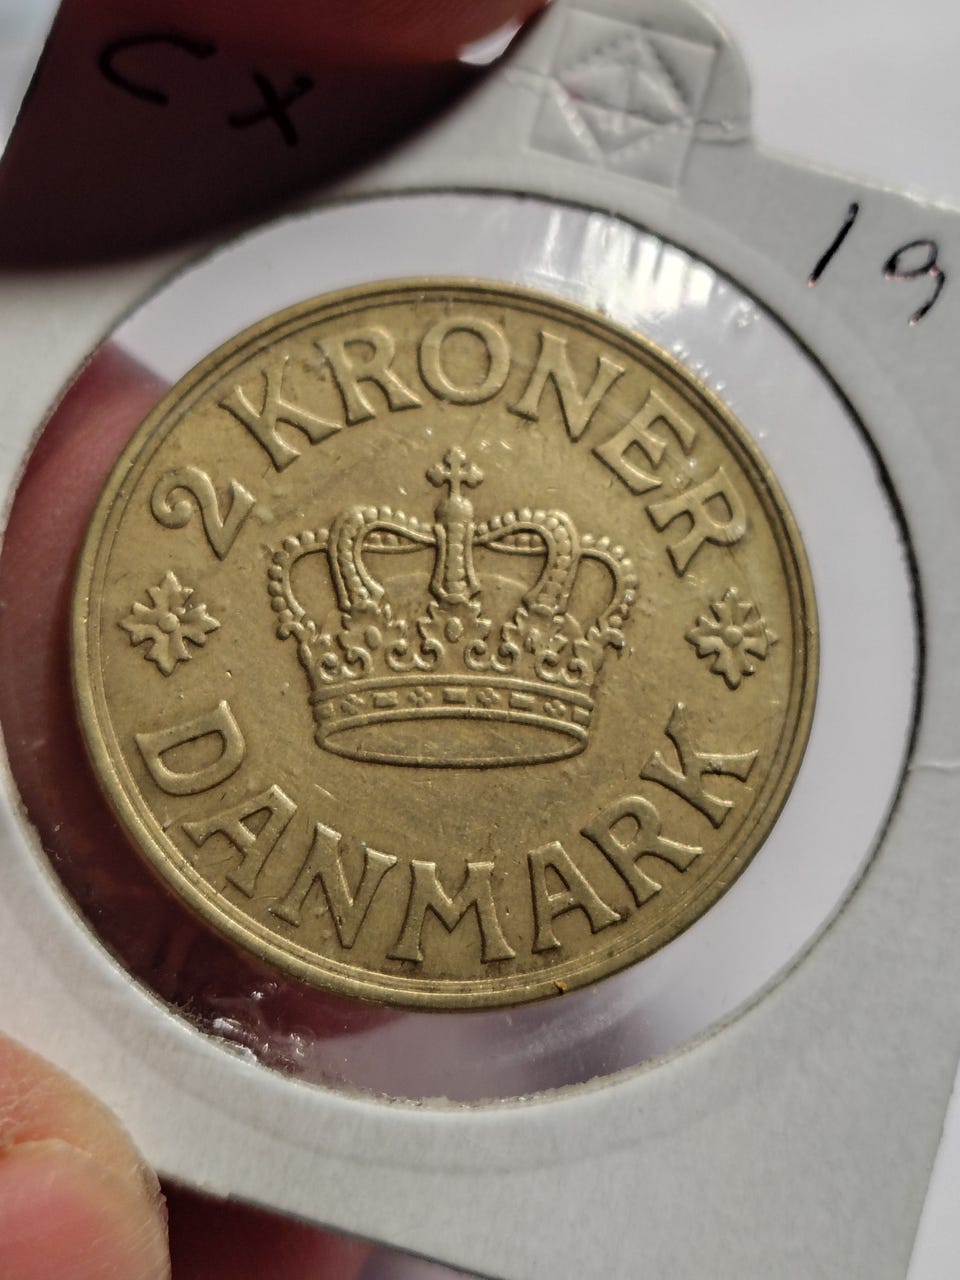 Cx
19
2 KRONER
DANMARK